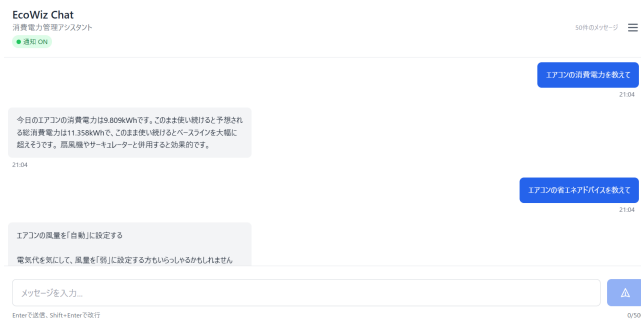 EcoWiz Chat
消費電力管理アシスタント
通知 ON
50件のメッセージ
エアコンの消費電力を教えて
21:04
今日のエアコンの消費電力は9.809kWhです。このまま使い続けると予想され
る総消費電力は11.358kWhで、このまま使い続けるとベースラインを大幅に
超えそうです。 扇風機やサーキュレーターと併用すると効果的です。
21:04
エアコンの省エネアドバイスを教えて
21:04
エアコンの風量を「自動」に設定する
電気代を気にして、風量を「弱」に設定する方もいらっしゃるかもしれません
メッセージを入力...
Enterで送信、Shift+Enterで改行
0/50